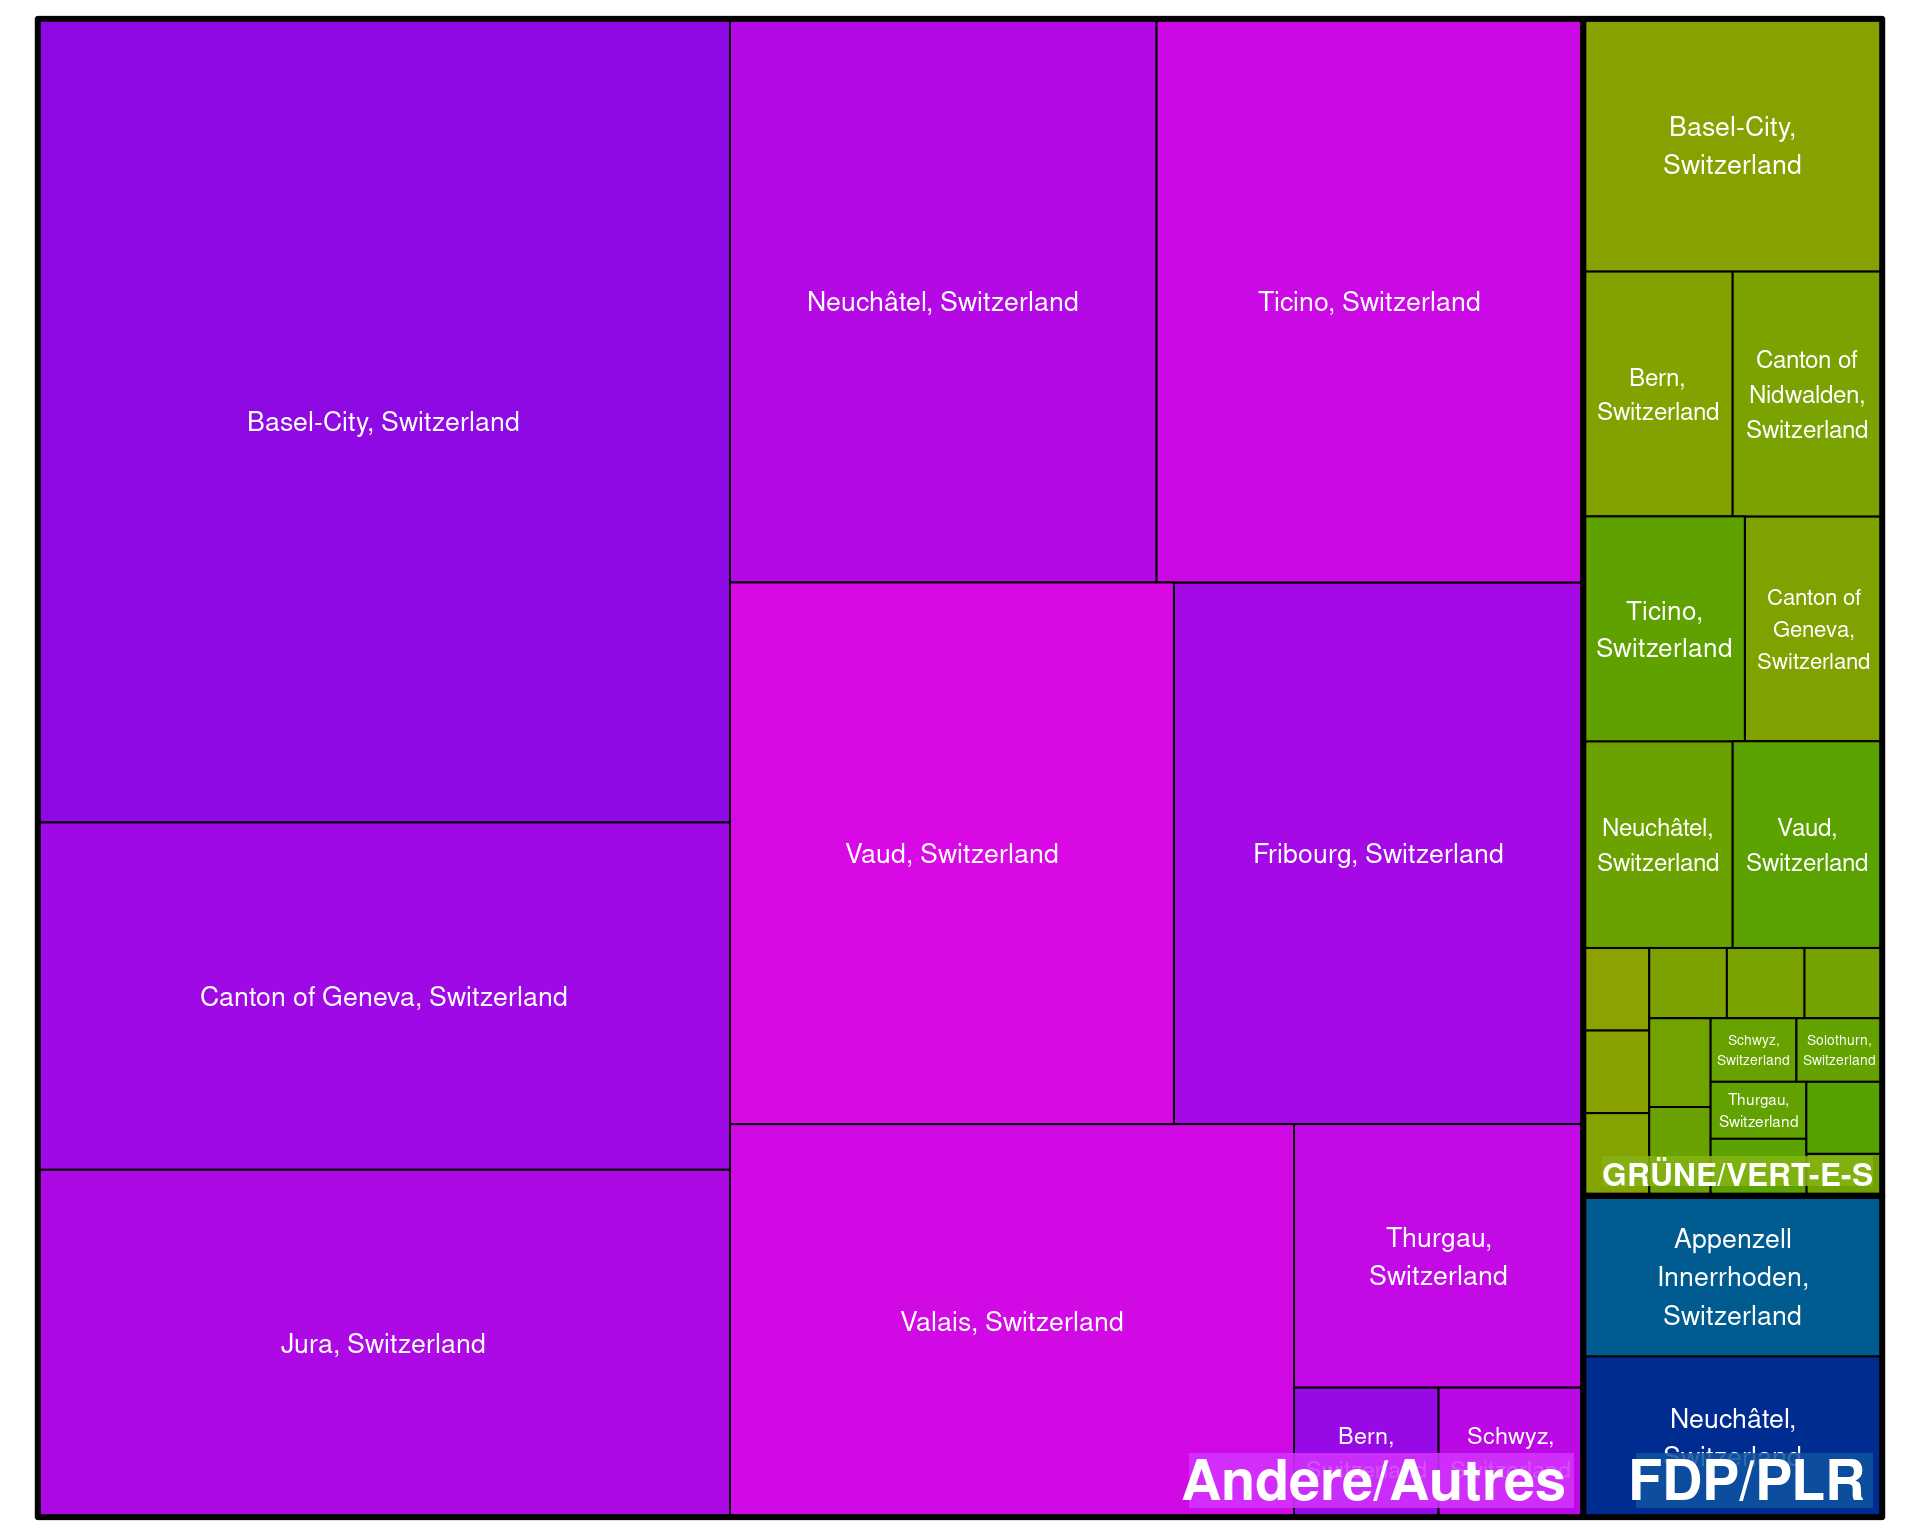 Basel-City, Switzerland
Canton of Geneva, Switzerland
Jura, Switzerland
Neuchâtel, Switzerland
Ticino, Switzerland
Vaud, Switzerland
Fribourg, Switzerland
Valais, Switzerland
Thurgau,
Switzerland
Bern,
Switzerland
Schwyz,
Switzerland
Andere/Autres
Basel-City,
Switzerland
Bern,
Switzerland
Canton of
Nidwalden,
Switzerland
Ticino,
Switzerland
Canton of
Geneva,
Switzerland
Neuchâtel,
Switzerland
Vaud,
Switzerland
Schwyz,
Switzerland
Solothurn,
Switzerland
Thurgau,
Switzerland
GRÜNE/VERT-E-S
Appenzell
Innerrhoden,
Switzerland
Neuchâtel,
Switzerland
FDP/PLR